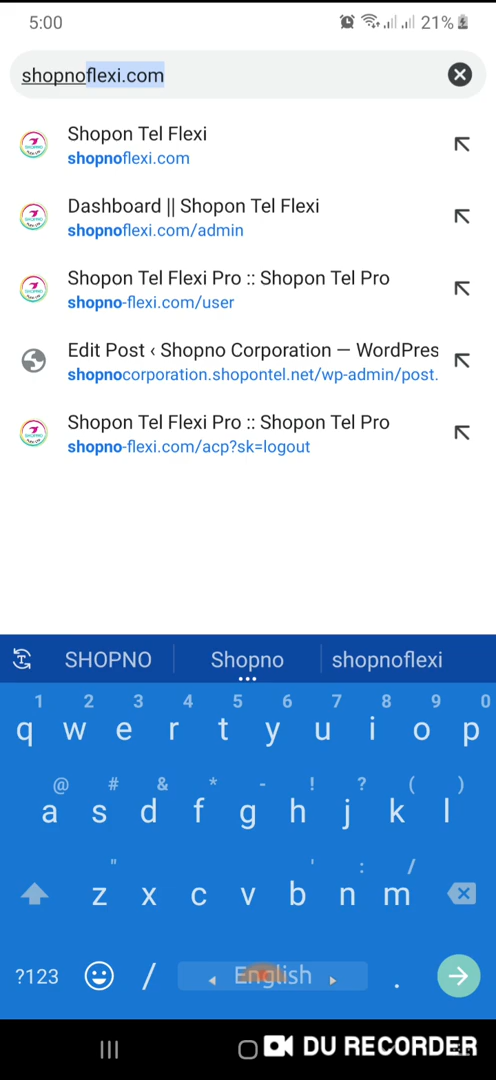 5:00
21%
shopnoflexi.com
Shopon Tel Flexi
shopnoflexi.com
Dashboard || Shopon Tel Flexi
shopnoflexi.com/admin
Shopon Tel Flexi Pro :: Shopon Tel Pro
shopno-flexi.com/user
Edit Post ‹ Shopno Corporation — WordPres
shopnocorporation.shopontel.net/wp-admin/post.
Shopon Tel Flexi Pro :: Shopon Tel Pro
shopno-flexi.com/acp?sk=logout
SHOPNO Shopno shopnoflexi
1 2 3 4 5 6 7 8 9 0
q w e r t y u i o p
@ # & * - ! ? ( )
a s d f g h j k l
" ' : /
z x c v b n m
?123 / English .
DU RECORDER